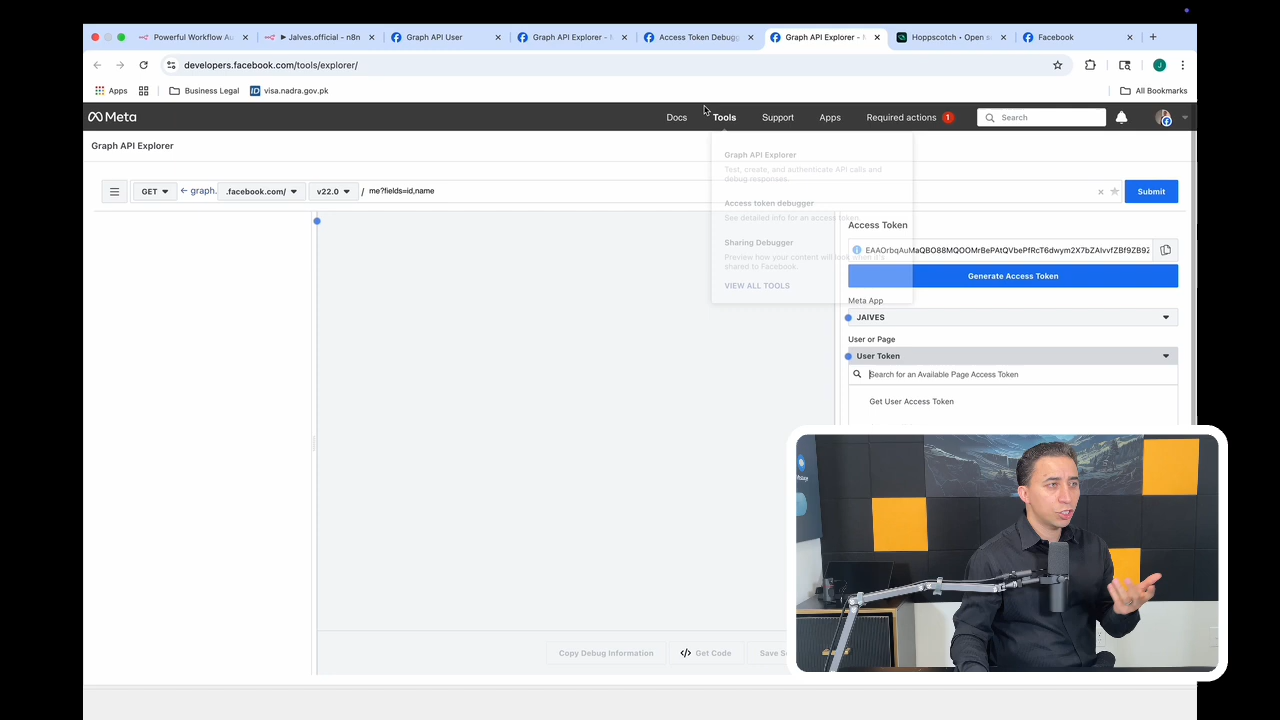 Powerful Workflow Au
Jalves.official - n8n
Graph API User
Graph API Explorer -
Access Token Debugg
Graph API Explorer -
Hoppscotch • Open s
Facebook
developers.facebook.com/tools/explorer/
Apps
Business Legal
visa.nadra.gov.pk
All Bookmarks
Meta
Docs
Tools
Support
Apps
Required actions 1
Search
Graph API Explorer
Graph API Explorer
Test, create, and authenticate API calls and
debug responses.
GET
graph.
.facebook.com/
v22.0
/
me?fields=id,name
Submit
Access token debugger
See detailed info for an access token.
Sharing Debugger
Preview how your content will look when it's
shared to Facebook.
VIEW ALL TOOLS
Access Token
Generate Access Token
Meta App
JAIVES
User or Page
User Token
Search for an Available Page Access Token
Get User Access Token
Copy Debug Information
Get Code